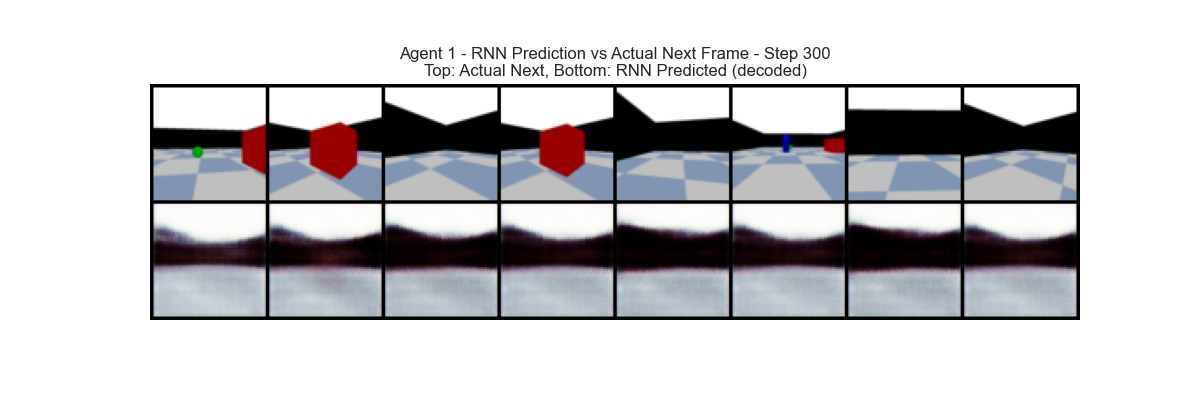 Agent 1 - RNN Prediction vs Actual Next Frame - Step 300
Top: Actual Next, Bottom: RNN Predicted (decoded)